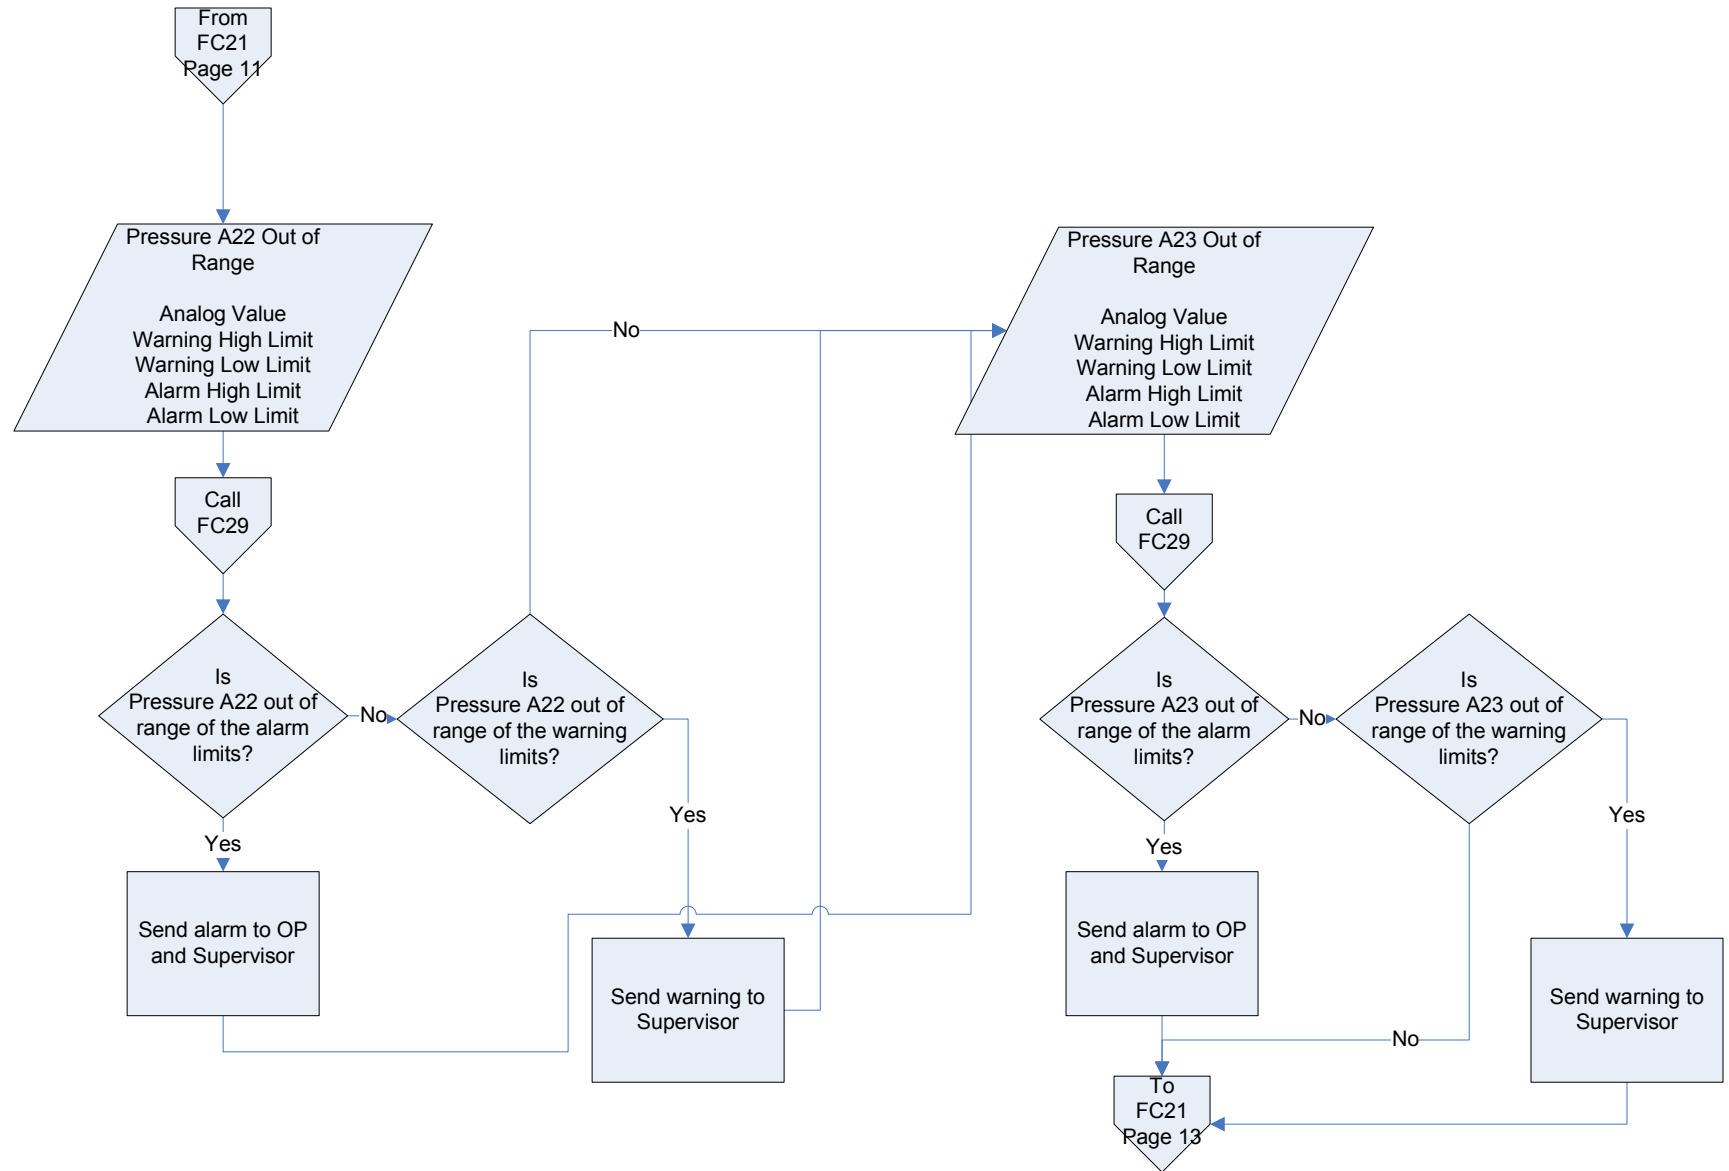 From
FC21
Page 11
Pressure A22 Out of
Range
Analog Value
Warning High Limit
Warning Low Limit
Alarm High Limit
Alarm Low Limit
Call
FC29
Is
Pressure A22 out of
range of the alarm
limits?
No
Is
Pressure A22 out of
range of the warning
limits?
No
Yes
Yes
Send alarm to OP
and Supervisor
Send warning to
Supervisor
Pressure A23 Out of
Range
Analog Value
Warning High Limit
Warning Low Limit
Alarm High Limit
Alarm Low Limit
Call
FC29
Is
Pressure A23 out of
range of the alarm
limits?
No
Is
Pressure A23 out of
range of the warning
limits?
Yes
Yes
Send alarm to OP
and Supervisor
Send warning to
Supervisor
No
To
FC21
Page 13